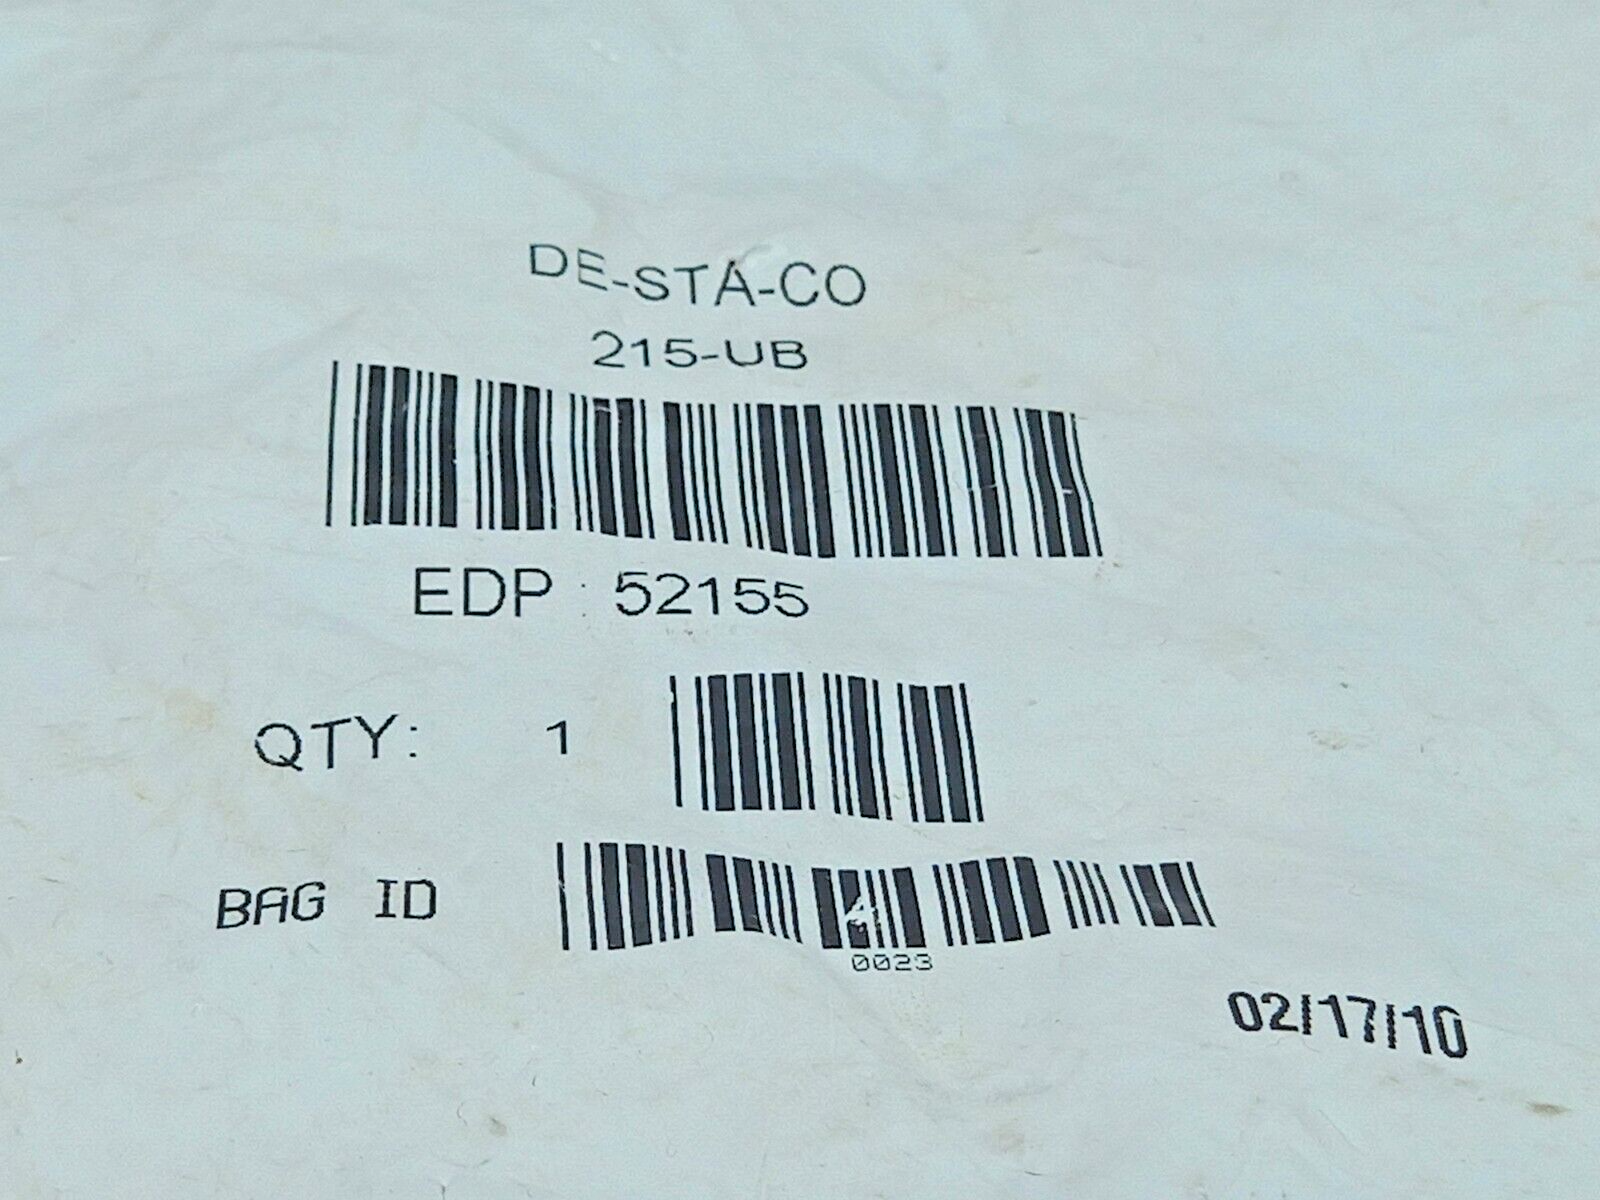 DE-STA-CO
215-UB
EDP : 52155
QTY: 1
BAG ID
0023
02/17/10